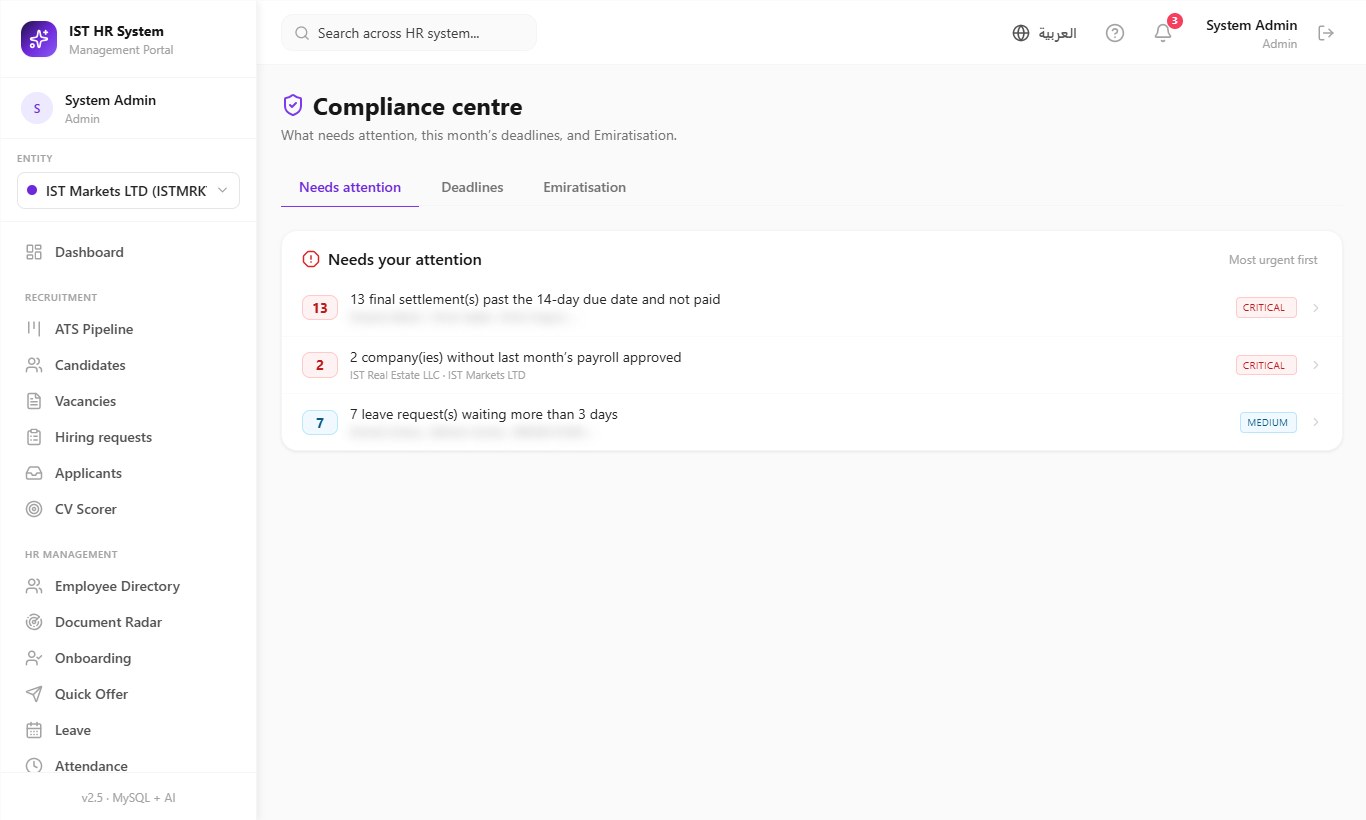 IST HR System
Management Portal
S
System Admin
Admin
ENTITY
IST Markets LTD (ISTMRK
Dashboard
RECRUITMENT
ATS Pipeline
Candidates
Vacancies
Hiring requests
Applicants
CV Scorer
HR MANAGEMENT
Employee Directory
Document Radar
Onboarding
Quick Offer
Leave
Attendance
v2.5 · MySQL + AI
Search across HR system...
العربية
3
System Admin
Admin
Compliance centre
What needs attention, this month's deadlines, and Emiratisation.
Needs attention
Deadlines
Emiratisation
Needs your attention
Most urgent first
13
13 final settlement(s) past the 14-day due date and not paid
CRITICAL
2
2 company(ies) without last month's payroll approved
IST Real Estate LLC · IST Markets LTD
CRITICAL
7
7 leave request(s) waiting more than 3 days
MEDIUM